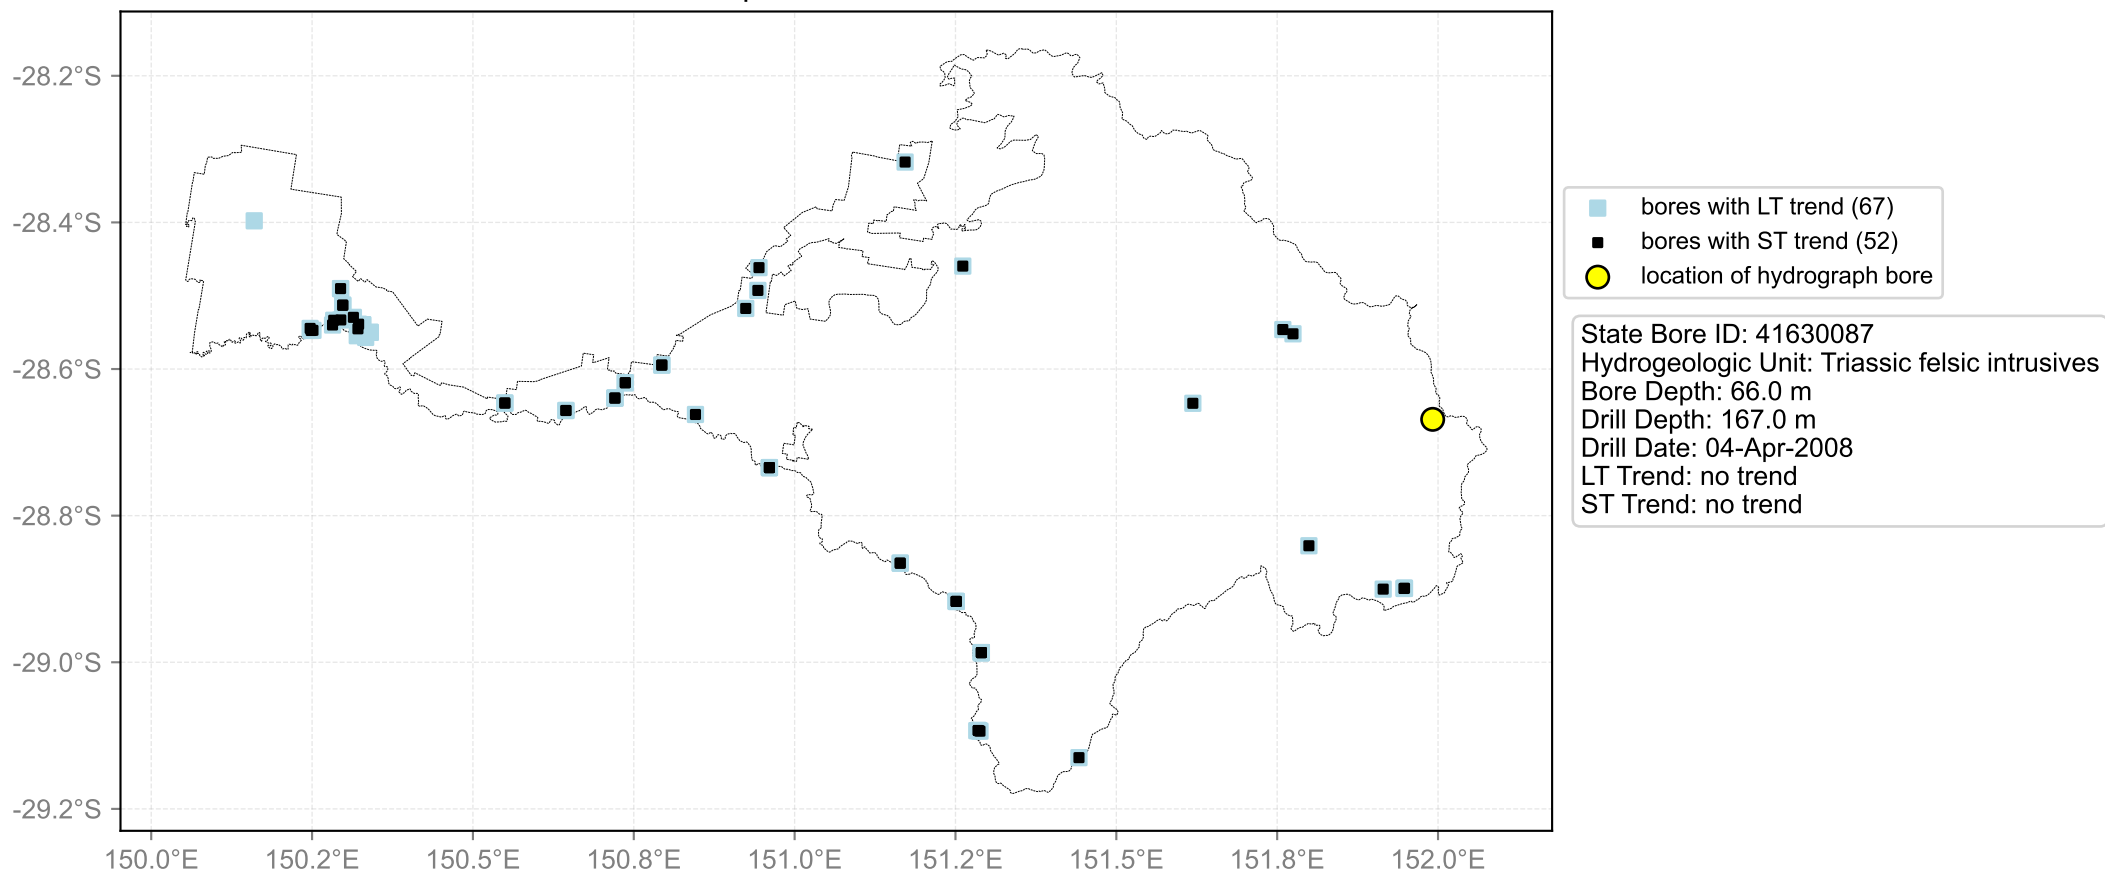 -28.2°S
-28.4°S
-28.6°S
-28.8°S
-29.0°S
-29.2°S
150.0°E
150.2°E
150.5°E
150.8°E
151.0°E
151.2°E
151.5°E
151.8°E
152.0°E
bores with LT trend (67)
bores with ST trend (52)
location of hydrograph bore
State Bore ID: 41630087
Hydrogeologic Unit: Triassic felsic intrusives
Bore Depth: 66.0 m
Drill Depth: 167.0 m
Drill Date: 04-Apr-2008
LT Trend: no trend
ST Trend: no trend